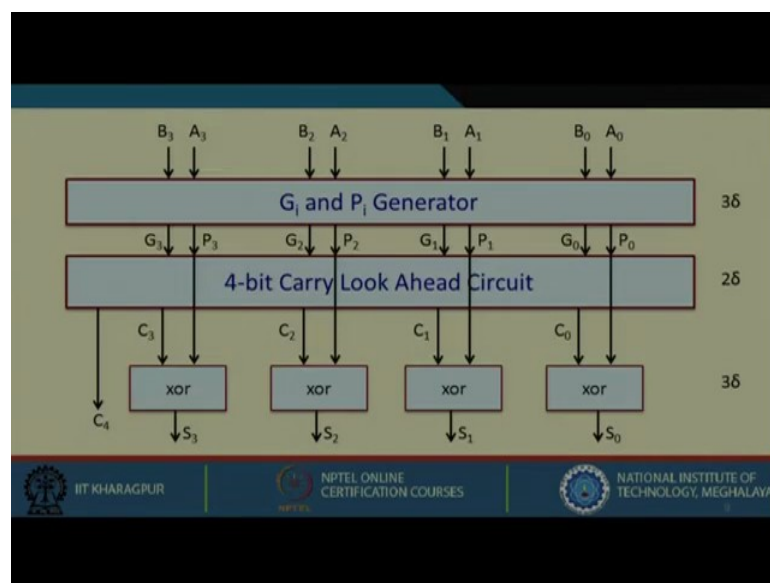 B₃ A₃ B₂ A₂ B₁ A₁ B₀ A₀
Gᵢ and Pᵢ Generator 3δ
G₃ P₃ G₂ P₂ G₁ P₁ G₀ P₀
4-bit Carry Look Ahead Circuit 2δ
C₃ C₂ C₁ C₀
xor xor xor xor 3δ
C₄ S₃ S₂ S₁ S₀
IIT KHARAGPUR
NPTEL
NPTEL ONLINE
CERTIFICATION COURSES
NATIONAL INSTITUTE OF
TECHNOLOGY, MEGHALAYA